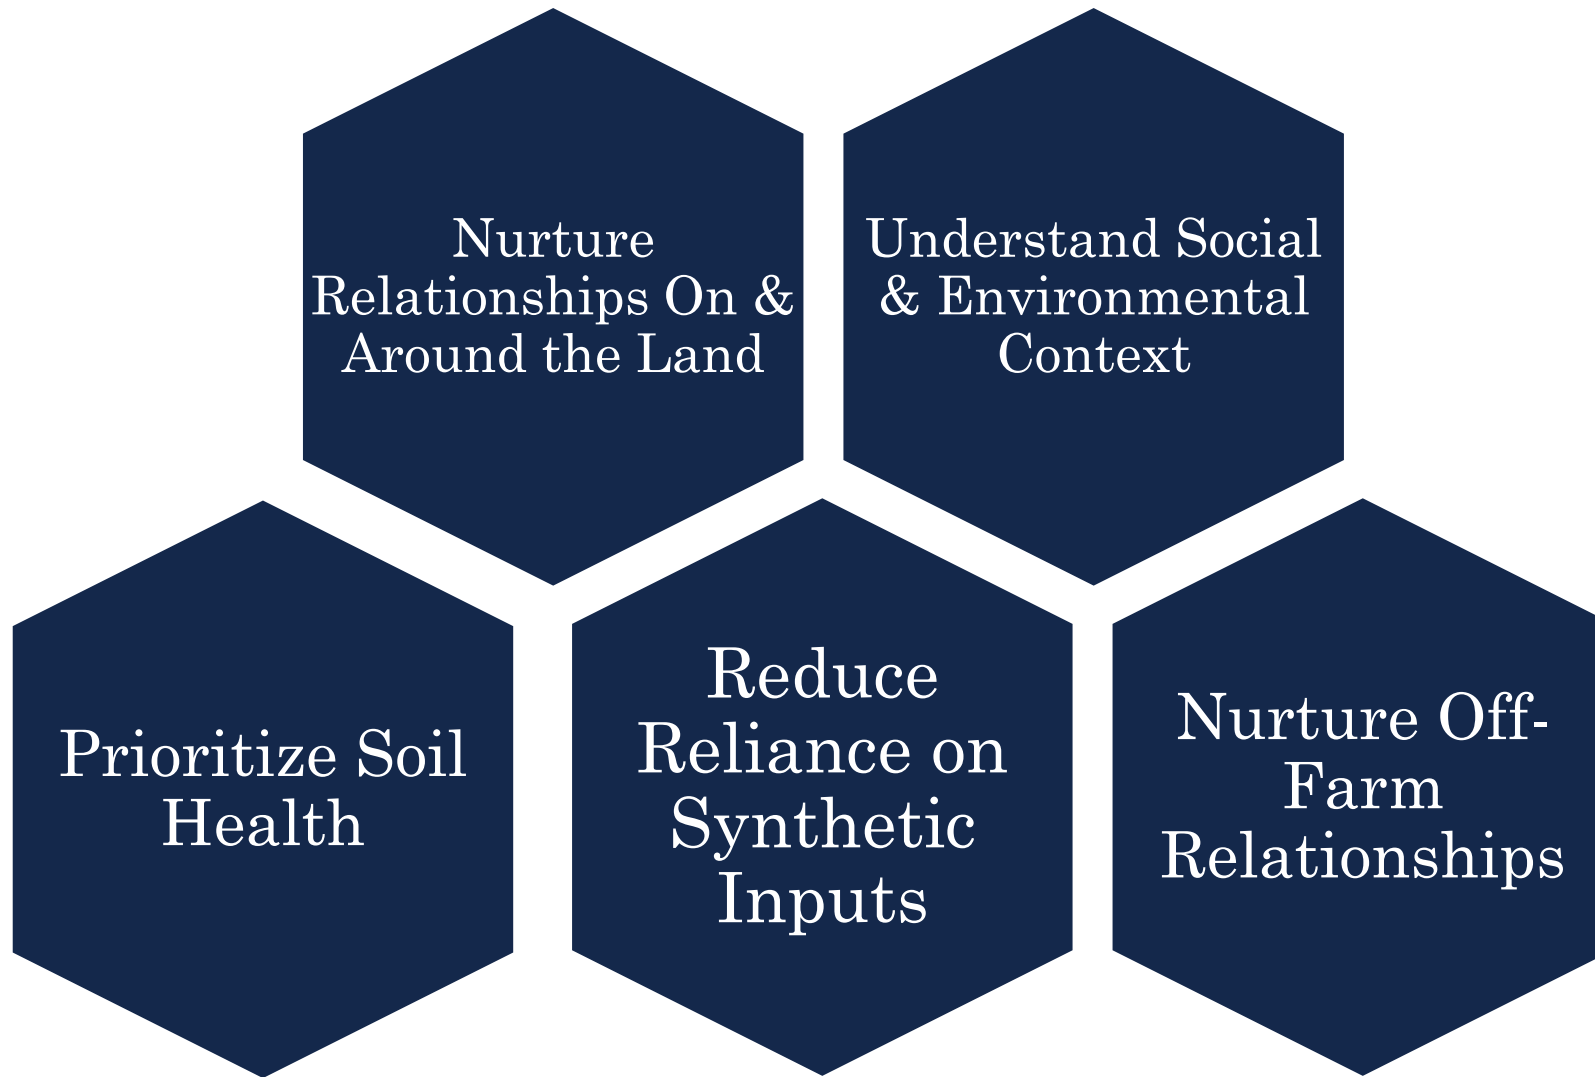 Nurture
Relationships On &
Around the Land
Understand Social
& Environmental
Context
Prioritize Soil
Health
Reduce
Reliance on
Synthetic
Inputs
Nurture Off-
Farm
Relationships